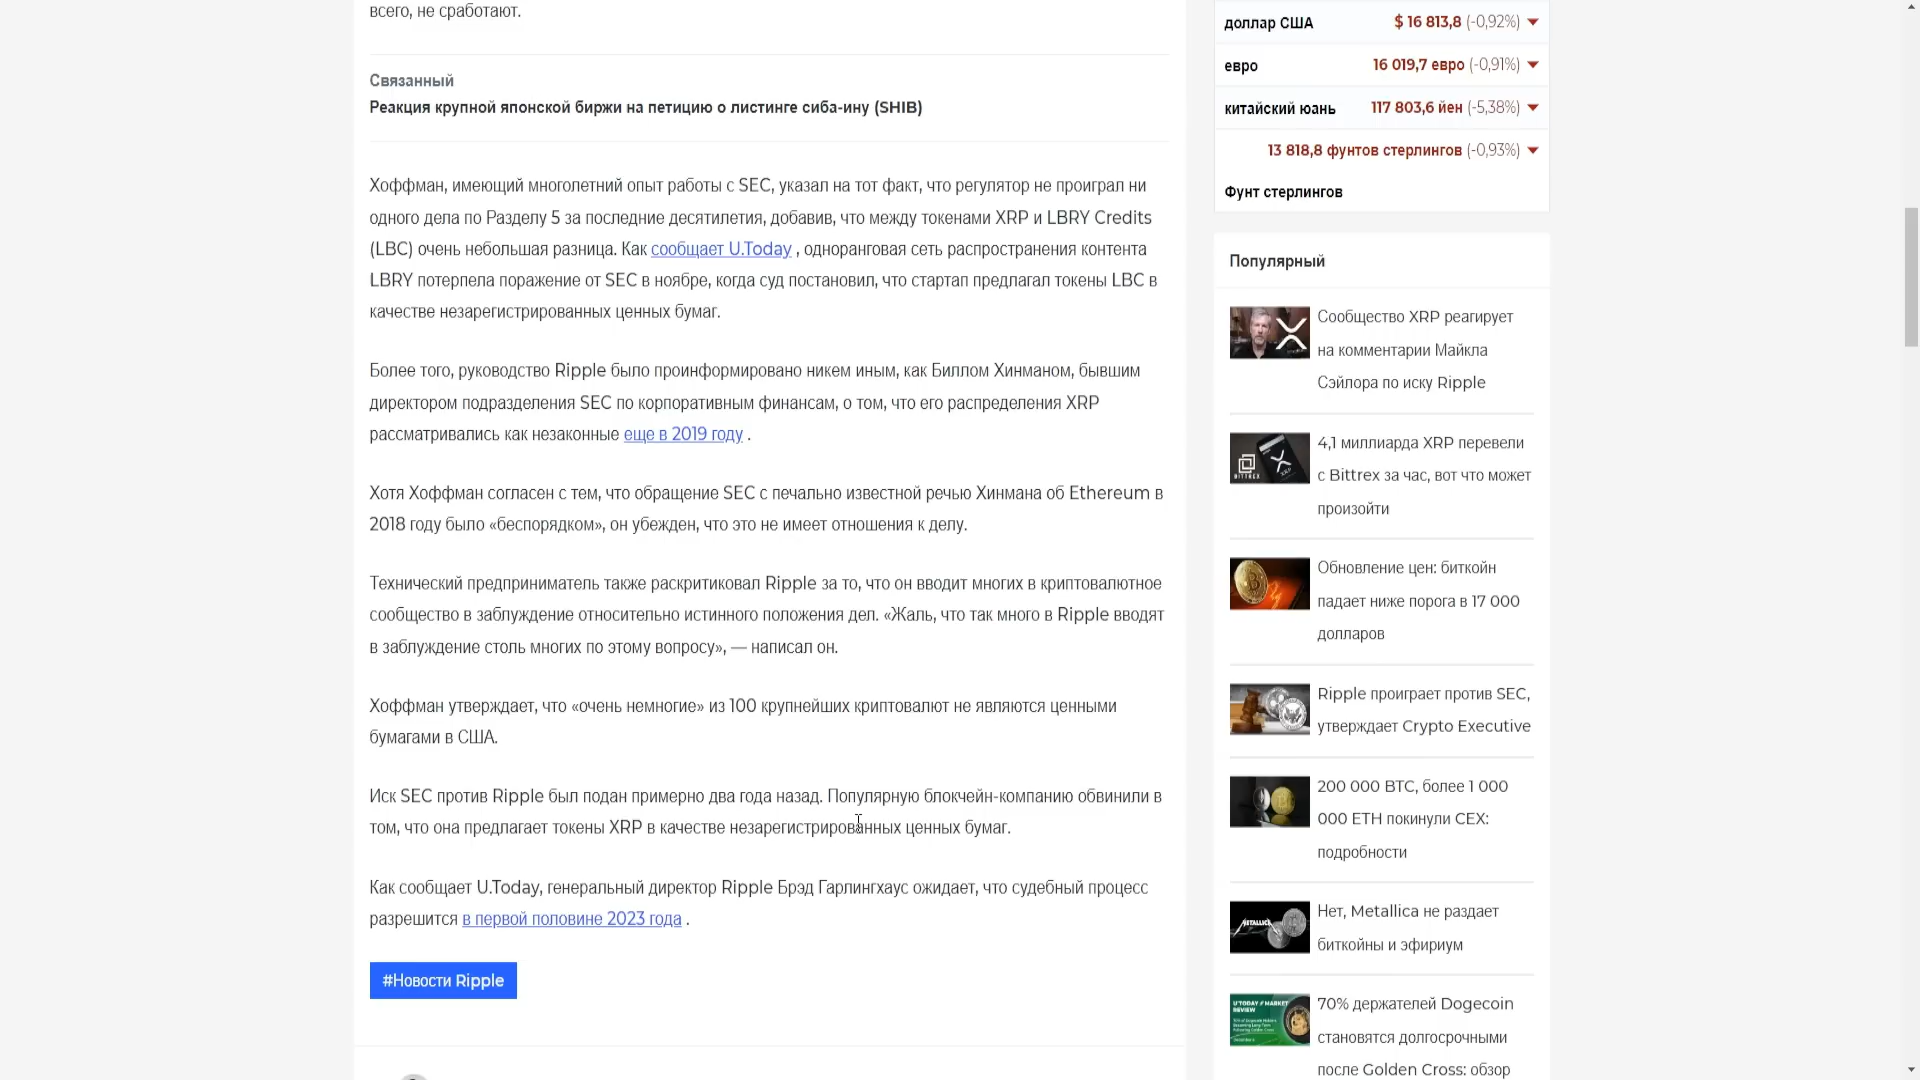 всего, не сработают.
Связанный
Реакция крупной японской биржи на петицию о листинге сиба-ину (SHIB)
Хоффман, имеющий многолетний опыт работы с SEC, указал на тот факт, что регулятор не проиграл ни
одного дела по Разделу 5 за последние десятилетия, добавив, что между токенами XRP и LBRY Credits
(LBC) очень небольшая разница. Как сообщает U.Today , одноранговая сеть распространения контента
LBRY потерпела поражение от SEC в ноябре, когда суд постановил, что стартап предлагал токены LBC в
качестве незарегистрированных ценных бумаг.
Более того, руководство Ripple было проинформировано никем иным, как Биллом Хинманом, бывшим
директором подразделения SEC по корпоративным финансам, о том, что его распределения XRP
рассматривались как незаконные еще в 2019 году .
Хотя Хоффман согласен с тем, что обращение SEC с печально известной речью Хинмана об Ethereum в
2018 году было «беспорядком», он убежден, что это не имеет отношения к делу.
Технический предприниматель также раскритиковал Ripple за то, что он вводит многих в криптовалютное
сообщество в заблуждение относительно истинного положения дел. «Жаль, что так много в Ripple вводят
в заблуждение столь многих по этому вопросу», — написал он.
Хоффман утверждает, что «очень немногие» из 100 крупнейших криптовалют не являются ценными
бумагами в США.
Иск SEC против Ripple был подан примерно два года назад. Популярную блокчейн-компанию обвинили в
том, что она предлагает токены XRP в качестве незарегистрированных ценных бумаг.
Как сообщает U.Today, генеральный директор Ripple Брэд Гарлингхаус ожидает, что судебный процесс
разрешится в первой половине 2023 года .
#Новости Ripple
доллар США $ 16 813,8 (-0,92%)
евро 16 019,7 евро (-0,91%)
китайский юань 117 803,6 йен (-5,38%)
13 818,8 фунтов стерлингов (-0,93%)
Фунт стерлингов
Популярный
Сообщество XRP реагирует
на комментарии Майкла
Сэйлора по иску Ripple
BITTREX
4,1 миллиарда XRP перевели
с Bittrex за час, вот что может
произойти
Обновление цен: биткойн
падает ниже порога в 17 000
долларов
Ripple проиграет против SEC,
утверждает Crypto Executive
200 000 BTC, более 1 000
000 ETH покинули CEX:
подробности
METALLICA
Нет, Metallica не раздает
биткойны и эфириум
U'TODAY MARKET
REVIEW
70% держателей Dogecoin
становятся долгосрочными
после Golden Cross: обзор